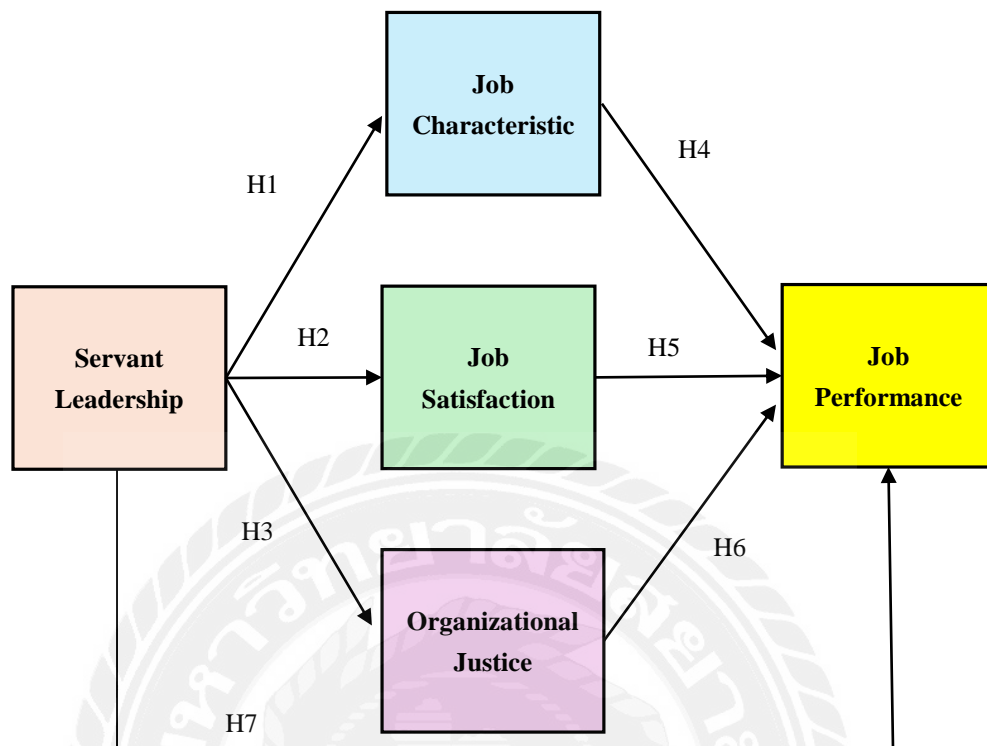 Job
Characteristic
H1
H4
Servant
Leadership
H2
Job
Satisfaction
H5
Job
Performance
H3
H6
Organizational
Justice
H7